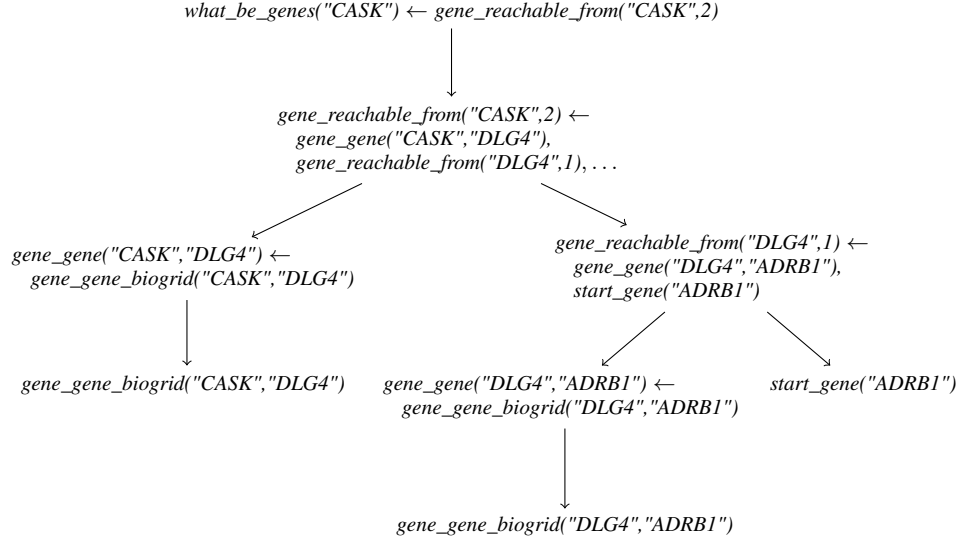 what_be_genes("CASK") ← gene_reachable_from("CASK",2)
gene_reachable_from("CASK",2) ←
gene_gene("CASK","DLG4"),
gene_reachable_from("DLG4",1), . . .
gene_gene("CASK","DLG4") ←
gene_gene_biogrid("CASK","DLG4")
gene_reachable_from("DLG4",1) ←
gene_gene("DLG4","ADRB1"),
start_gene("ADRB1")
gene_gene_biogrid("CASK","DLG4")
gene_gene("DLG4","ADRB1") ←
gene_gene_biogrid("DLG4","ADRB1")
start_gene("ADRB1")
gene_gene_biogrid("DLG4","ADRB1")